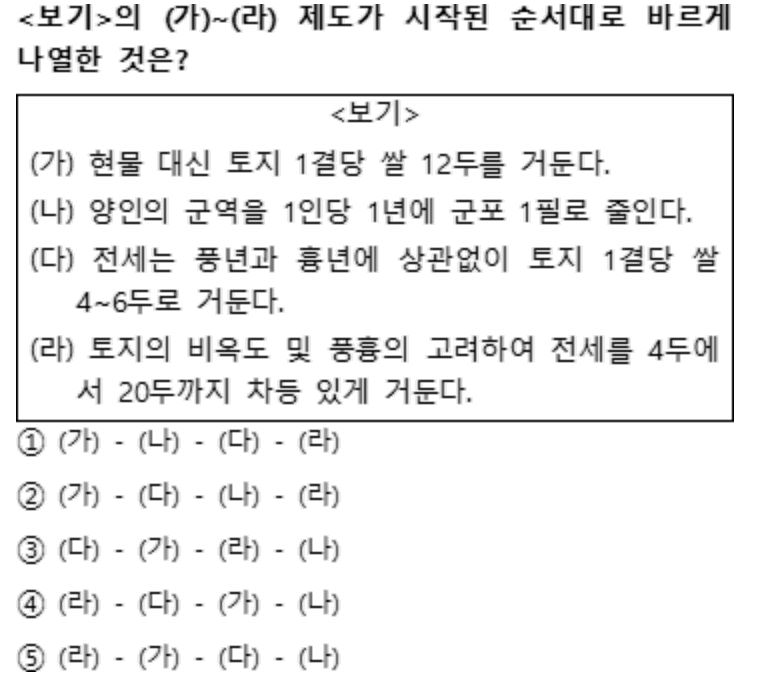 <보기>의 (가)~(라) 제도가 시작된 순서대로 바르게
나열한 것은?
<보기>
(가) 현물 대신 토지 1결당 쌀 12두를 거둔다.
(나) 양인의 군역을 1인당 1년에 군포 1필로 줄인다.
(다) 전세는 풍년과 흉년에 상관없이 토지 1결당 쌀
4~6두로 거둔다.
(라) 토지의 비옥도 및 풍흉의 고려하여 전세를 4두에
서 20두까지 차등 있게 거둔다.
① (가) - (나) - (다) - (라)
② (가) - (다) - (나) - (라)
③ (다) - (가) - (라) - (나)
④ (라) - (다) - (가) - (나)
⑤ (라) - (가) - (다) - (나)